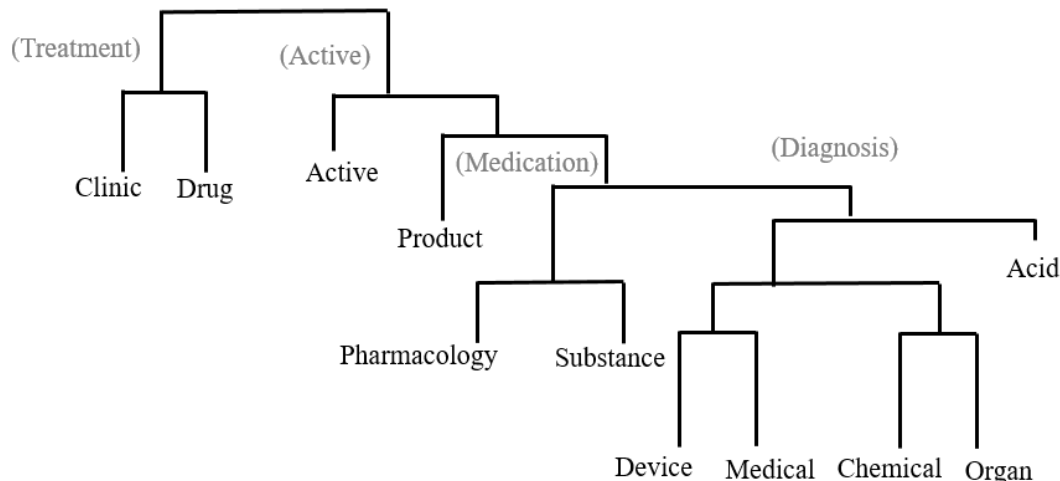 (Treatment)
(Active)
(Medication)
(Diagnosis)
Clinic
Drug
Active
Product
Acid
Pharmacology
Substance
Device
Medical
Chemical
Organ